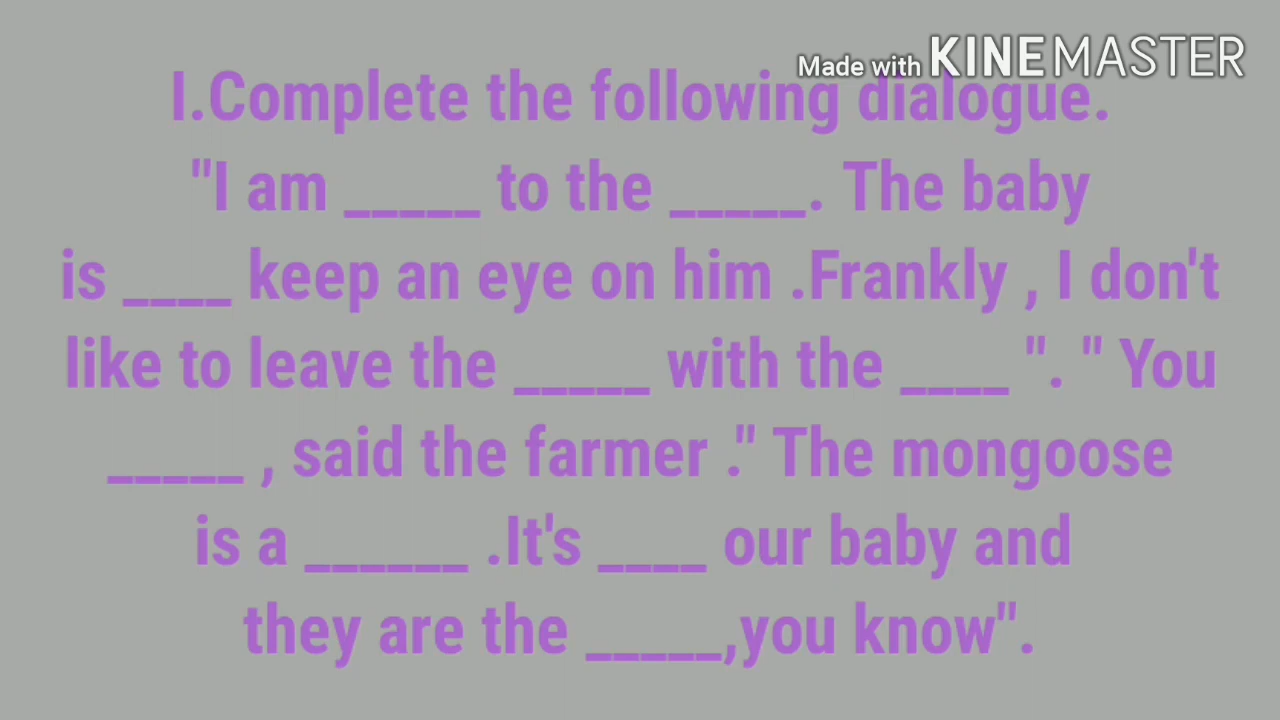 Made with KINEMASTER
I.Complete the following dialogue.
"I am _____ to the _____. The baby
is ____ keep an eye on him .Frankly , I don't
like to leave the _____ with the ____ ". " You
_____ , said the farmer ." The mongoose
is a ______ .It's ____ our baby and
they are the _____,you know".